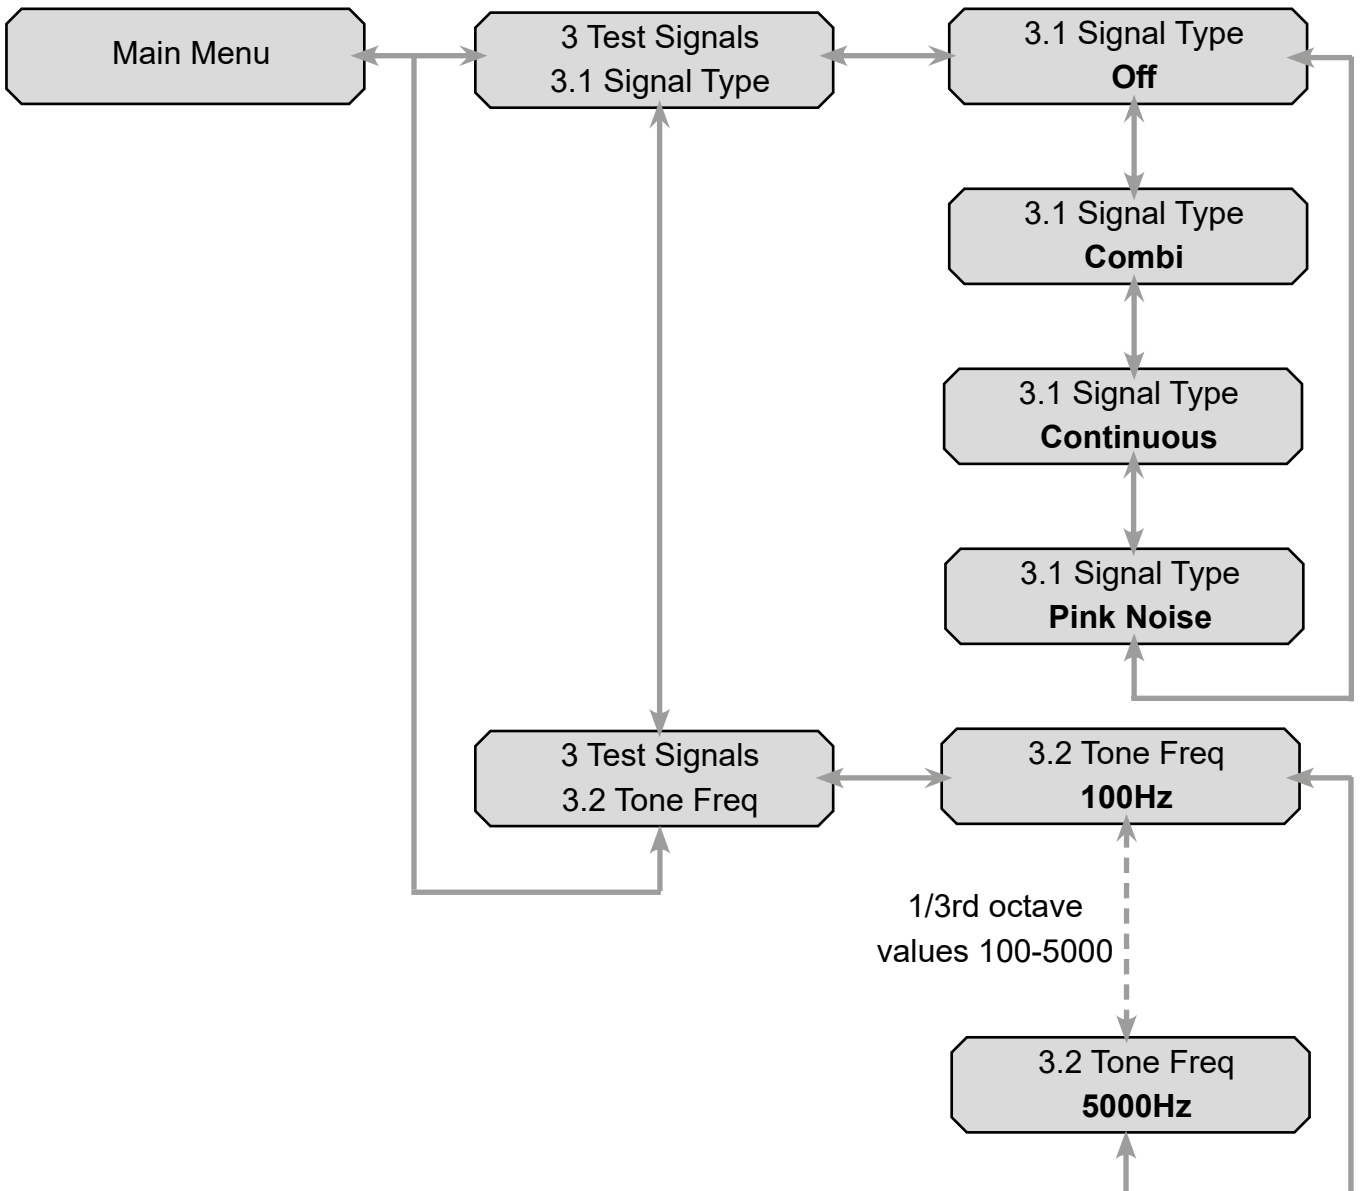 Main Menu
3 Test Signals
3.1 Signal Type
3.1 Signal Type
Off
3.1 Signal Type
Combi
3.1 Signal Type
Continuous
3.1 Signal Type
Pink Noise
3 Test Signals
3.2 Tone Freq
3.2 Tone Freq
100Hz
1/3rd octave
values 100-5000
3.2 Tone Freq
5000Hz